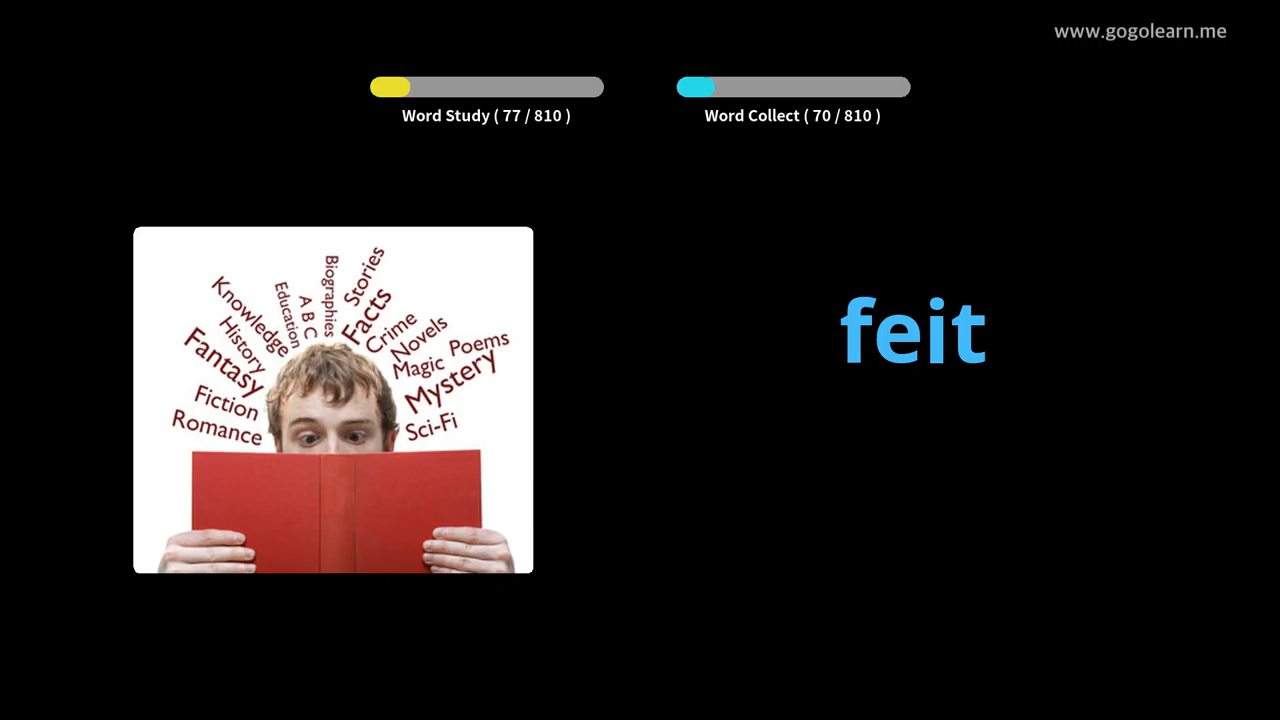 www.gogolearn.me
Word Study ( 77 / 810 )
Word Collect ( 70 / 810 )
feit
Knowledge
History
Fantasy
Fiction
Romance
Education
A B C
Biographies
Stories
Facts
Crime
Novels
Magic
Poems
Mystery
Sci-Fi